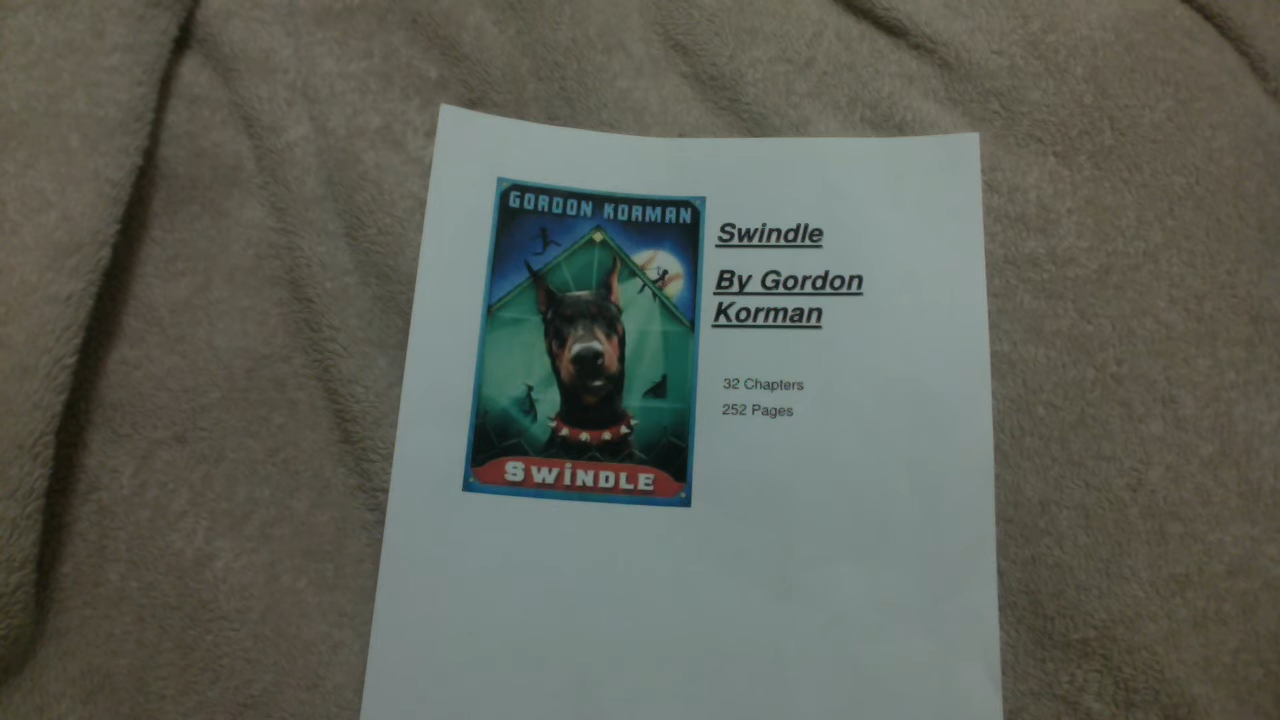 GORDON KORMAN
SWiNDLE
Swindle
By Gordon
Korman
32 Chapters
252 Pages